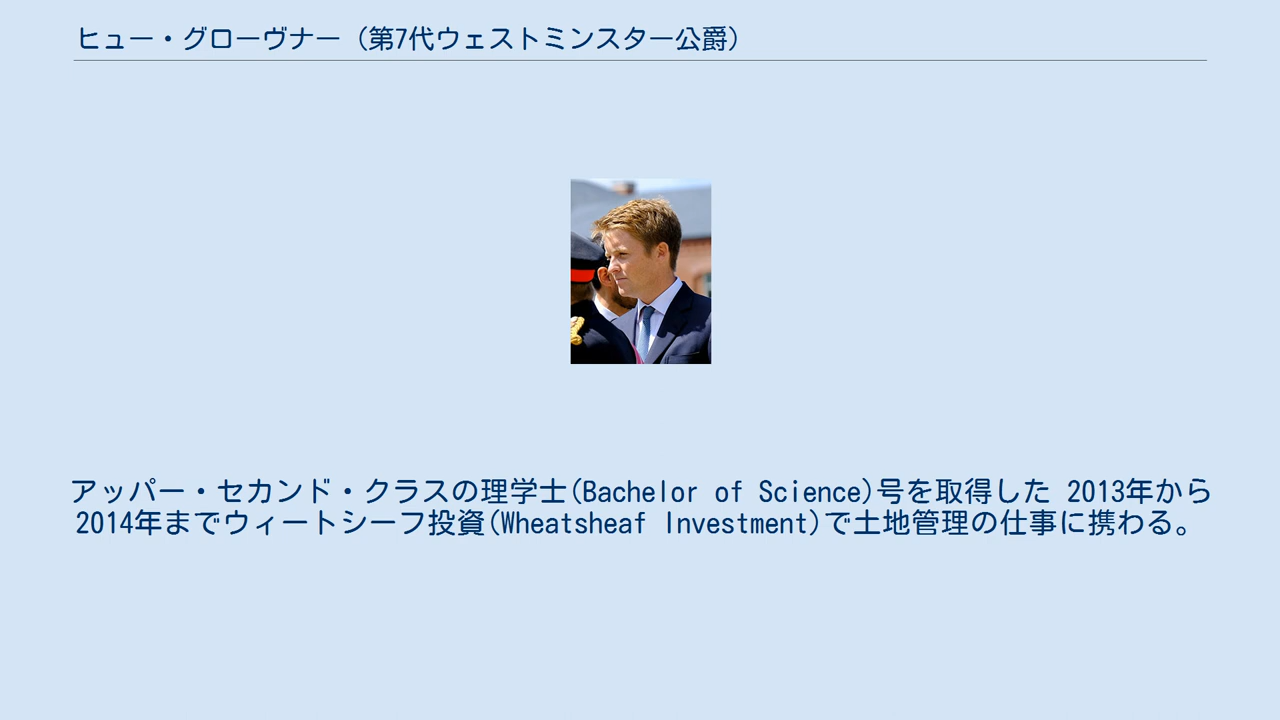 ヒュー・グローヴナー（第7代ウェストミンスター公爵）
アッパー・セカンド・クラスの理学士(Bachelor of Science)号を取得した 2013年から
2014年までウィートシーフ投資(Wheatsheaf Investment)で土地管理の仕事に携わる。